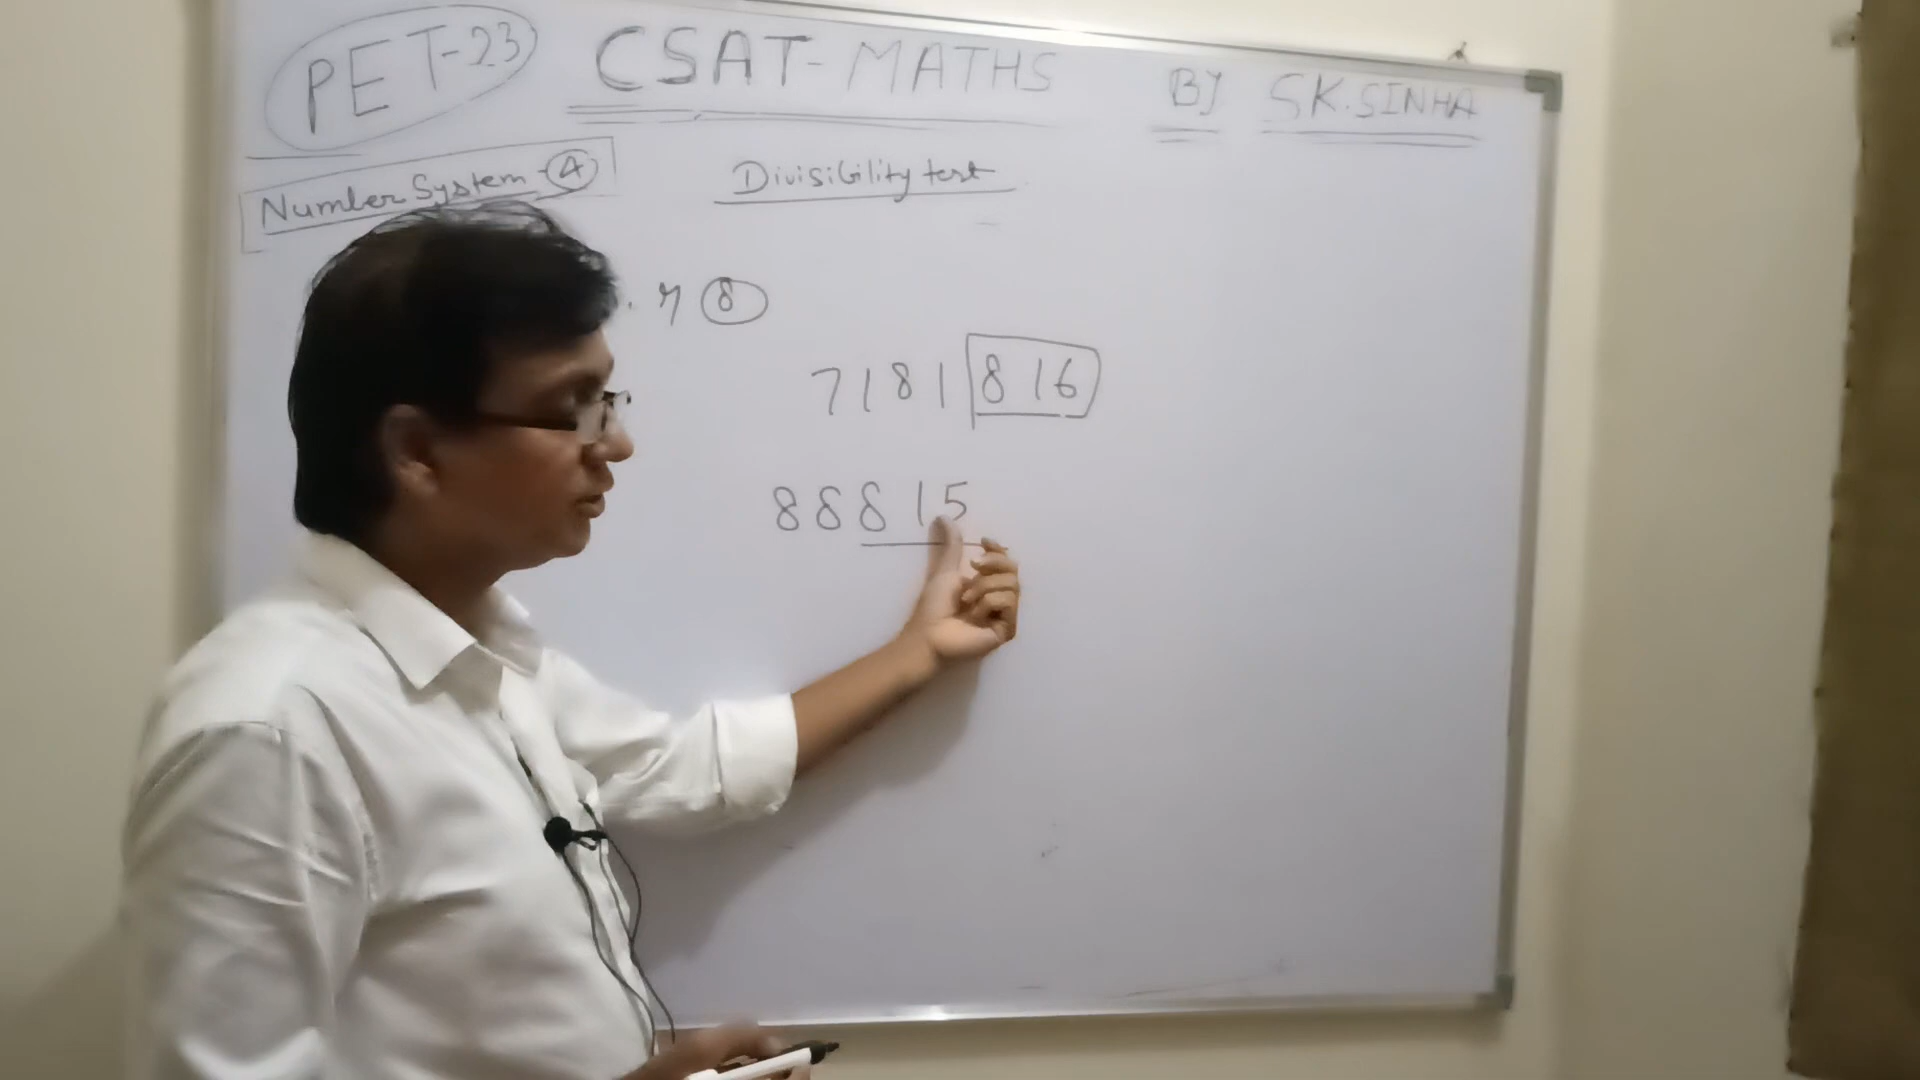 PET-23 CSAT-MATHS By SK.SINHA
Number System-4 Divisibility test
8
7181816
88815